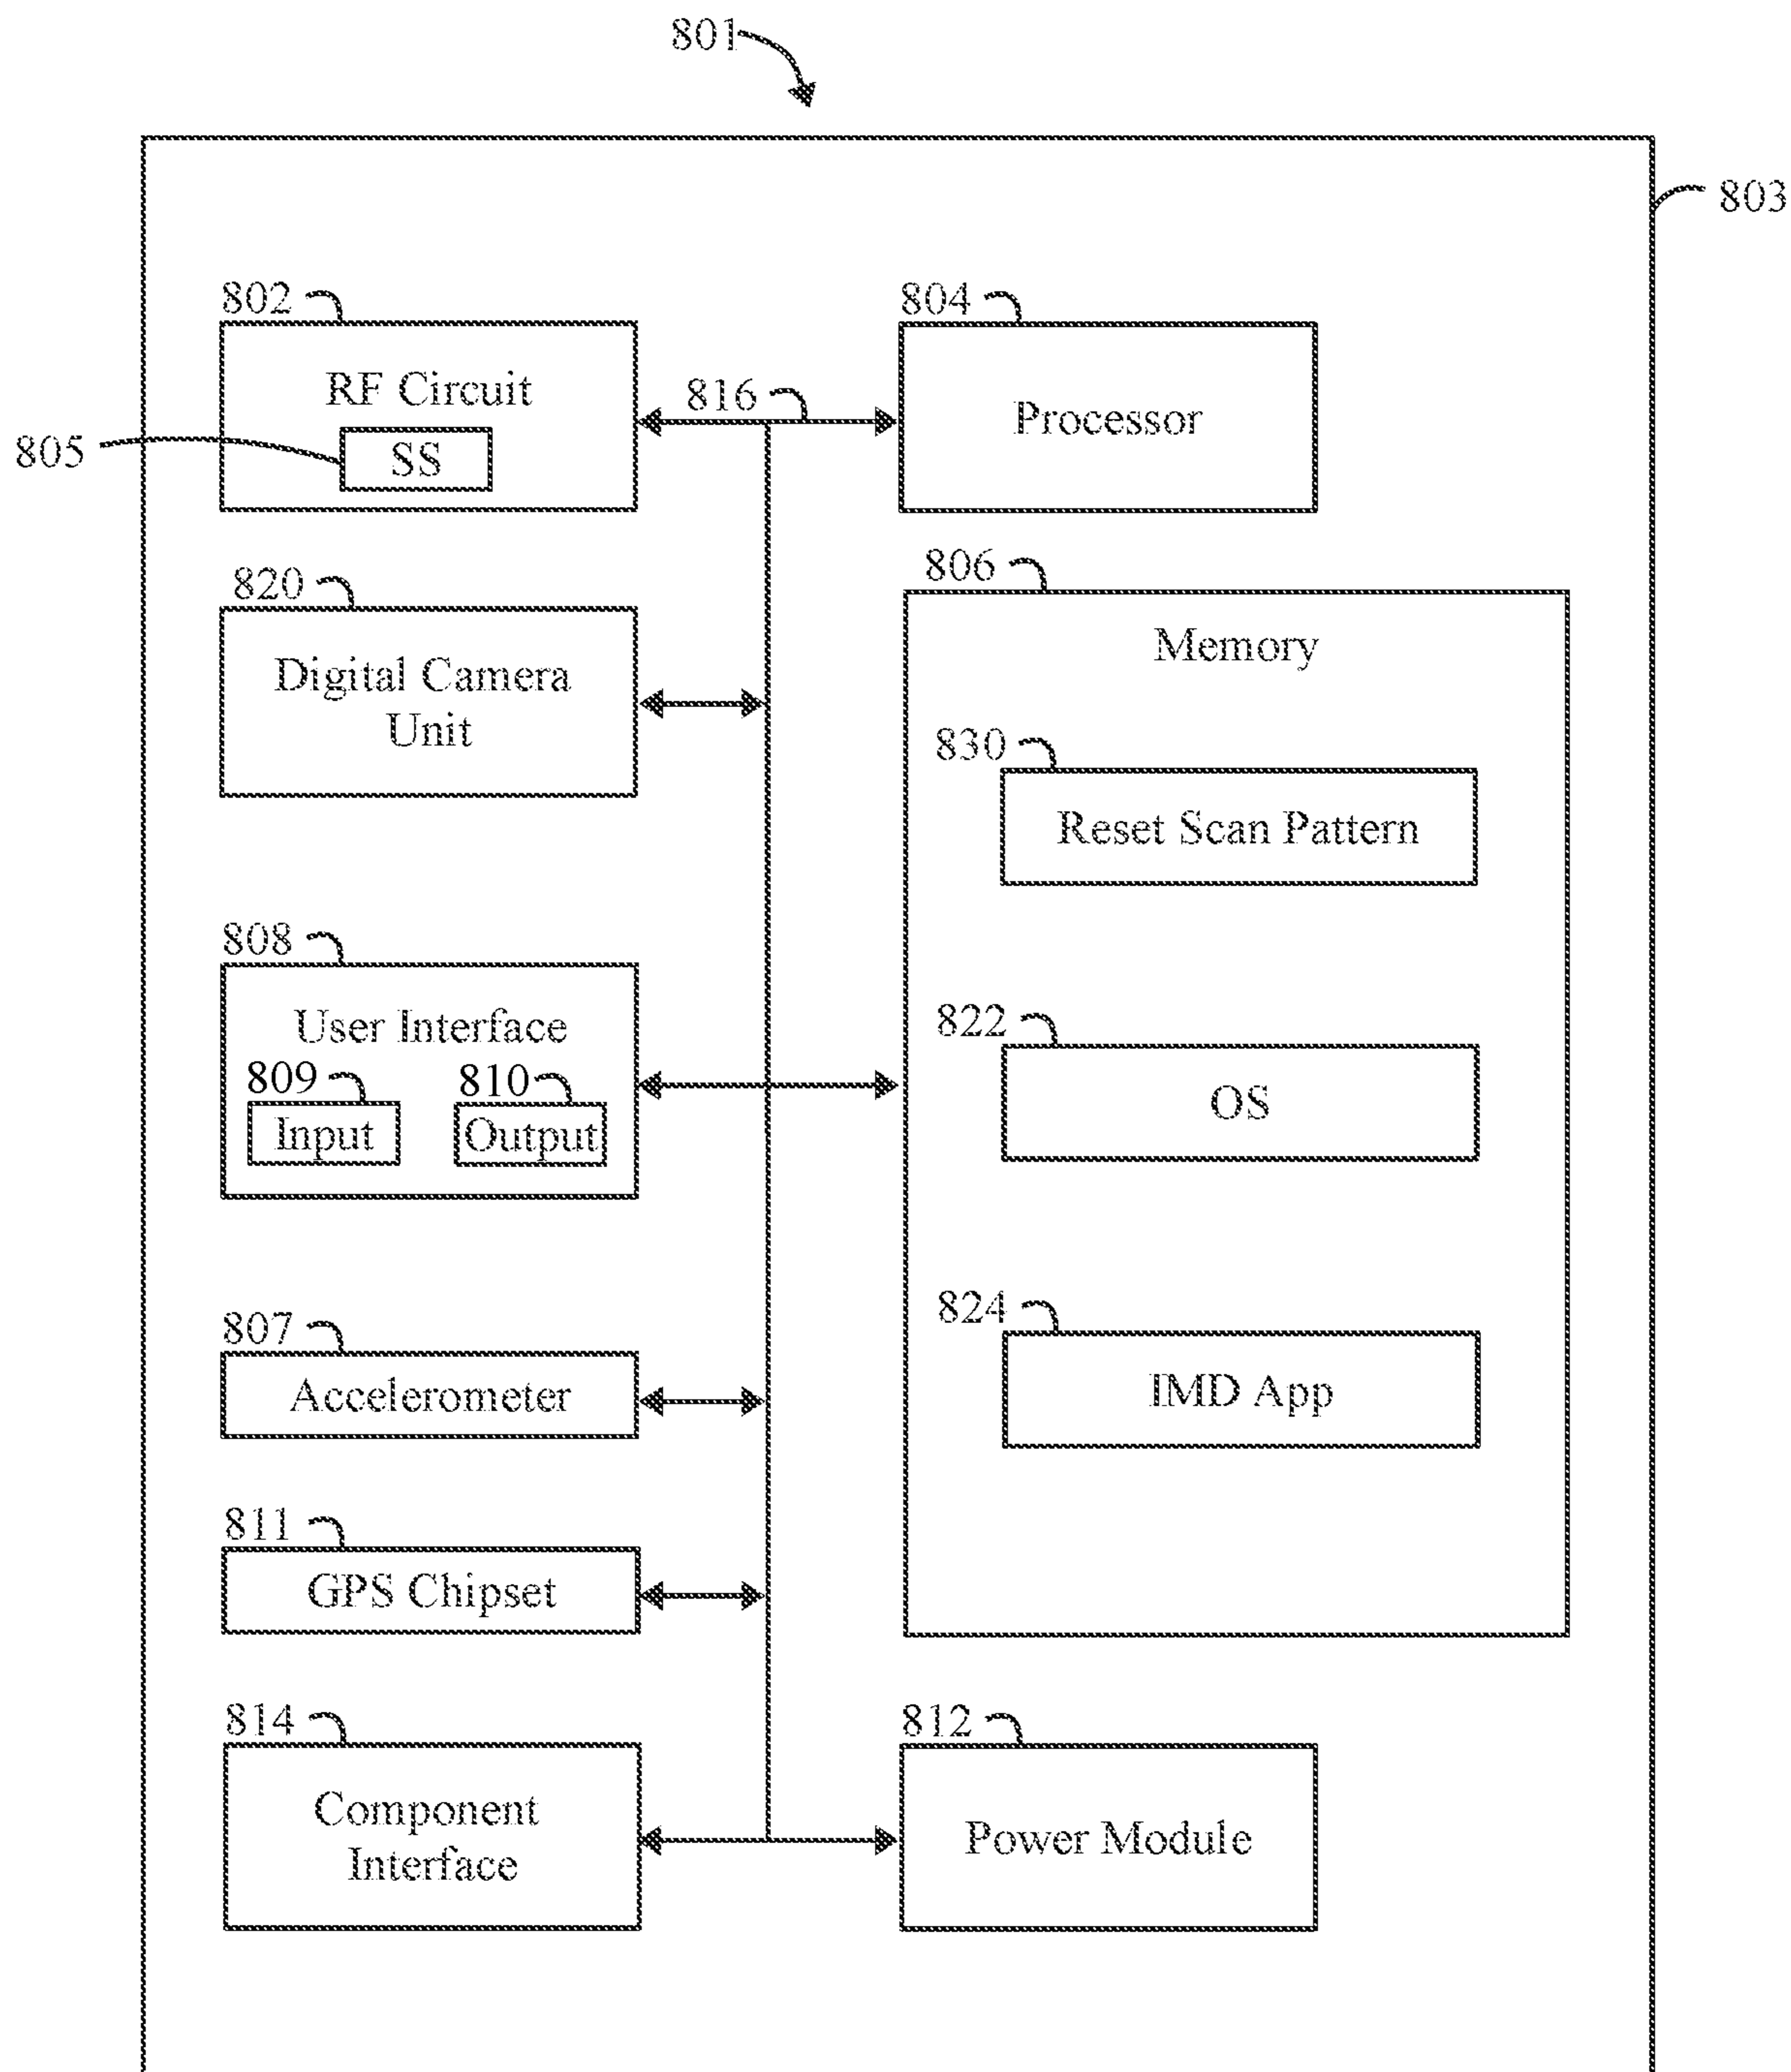 801
803
802
804
RF Circuit
816
Processor
805
SS
820
806
Digital Camera
Unit
Memory
830
Reset Scan Pattern
808
User Interface
809
810
Input
Output
822
OS
807
Accelerometer
824
IMD App
811
GPS Chipset
814
Component
Interface
812
Power Module